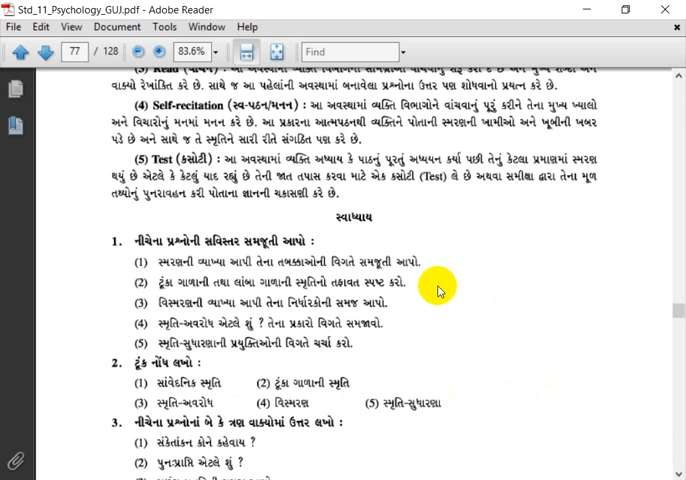 Std_11_Psychology_GUJ.pdf - Adobe Reader
File Edit View Document Tools Window Help
77 / 128 83.6% Find
(3) Read (વાચન) : આ અવસ્થામાં વ્યક્તિ
વાક્યો રેખાંકિત કરે છે. સાથે જ આ પહેલાંની અવસ્થામાં બનાવેલા પ્રશ્નોના ઉત્તર પણ શોધવાનો પ્રયત્ન કરે છે.
(4) Self-recitation (સ્વ-પઠન/મનન) : આ અવસ્થામાં વ્યક્તિ વિભાગોને વાંચવાનું પૂરું કરીને તેના મુખ્ય ખ્યાલો
અને વિચારોનું મનમાં મનન કરે છે. આ પ્રકારના આત્મપઠનથી વ્યક્તિને પોતાની સ્મરણની ખામીઓ અને ખૂબીની ખબર
પડે છે અને સાથે જ તે સ્મૃતિને સારી રીતે સંગઠિત પણ કરે છે.
(5) Test (કસોટી) : આ અવસ્થામાં વ્યક્તિ અધ્યાય કે પાઠનું પૂરતું અધ્યયન કર્યા પછી તેનું કેટલા પ્રમાણમાં સ્મરણ
થયું છે એટલે કે કેટલું યાદ રહ્યું છે તેની જાત તપાસ કરવા માટે એક કસોટી (Test) લે છે અથવા સમીક્ષા દ્વારા તેના મૂળ
તથ્યોનું પુનરાવહન કરી પોતાના જ્ઞાનની ચકાસણી કરે છે.
સ્વાધ્યાય
1. નીચેના પ્રશ્નોની સવિસ્તર સમજૂતી આપો :
(1) સ્મરણની વ્યાખ્યા આપી તેના તબક્કાઓની વિગતે સમજૂતી આપો.
(2) ટૂંકા ગાળાની તથા લાંબા ગાળાની સ્મૃતિનો તફાવત સ્પષ્ટ કરો.
(3) વિસ્મરણની વ્યાખ્યા આપી તેના નિર્ધારકોની સમજ આપો.
(4) સ્મૃતિ-અવરોધ એટલે શું ? તેના પ્રકારો વિગતે સમજાવો.
(5) સ્મૃતિ-સુધારણાની પ્રયુક્તિઓની વિગતે ચર્ચા કરો.
2. ટૂંક નોંધ લખો :
(1) સાંવેદનિક સ્મૃતિ (2) ટૂંકા ગાળાની સ્મૃતિ
(3) સ્મૃતિ-અવરોધ (4) વિસ્મરણ (5) સ્મૃતિ-સુધારણા
3. નીચેના પ્રશ્નોનાં બે કે ત્રણ વાક્યોમાં ઉત્તર લખો :
(1) સંકેતાંકન કોને કહેવાય ?
(2) પુનઃપ્રાપ્તિ એટલે શું ?